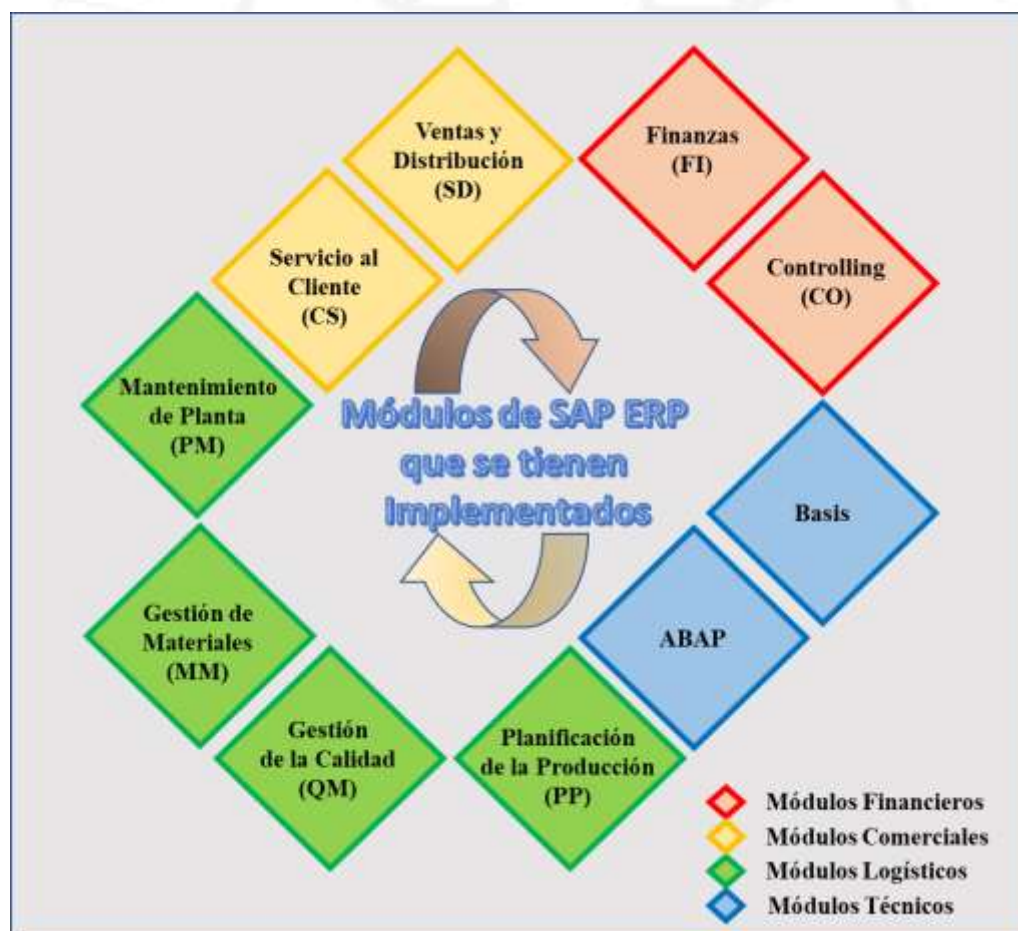 Ventas y
Distribución
(SD)
Finanzas
(FI)
Servicio al
Cliente
(CS)
Controlling
(CO)
Mantenimiento
de Planta
(PM)
Módulos de SAP ERP
que se tienen
Implementados
Basis
Gestión de
Materiales
(MM)
ABAP
Gestión
de la Calidad
(QM)
Planificación
de la Producción
(PP)
Módulos Financieros
Módulos Comerciales
Módulos Logísticos
Módulos Técnicos